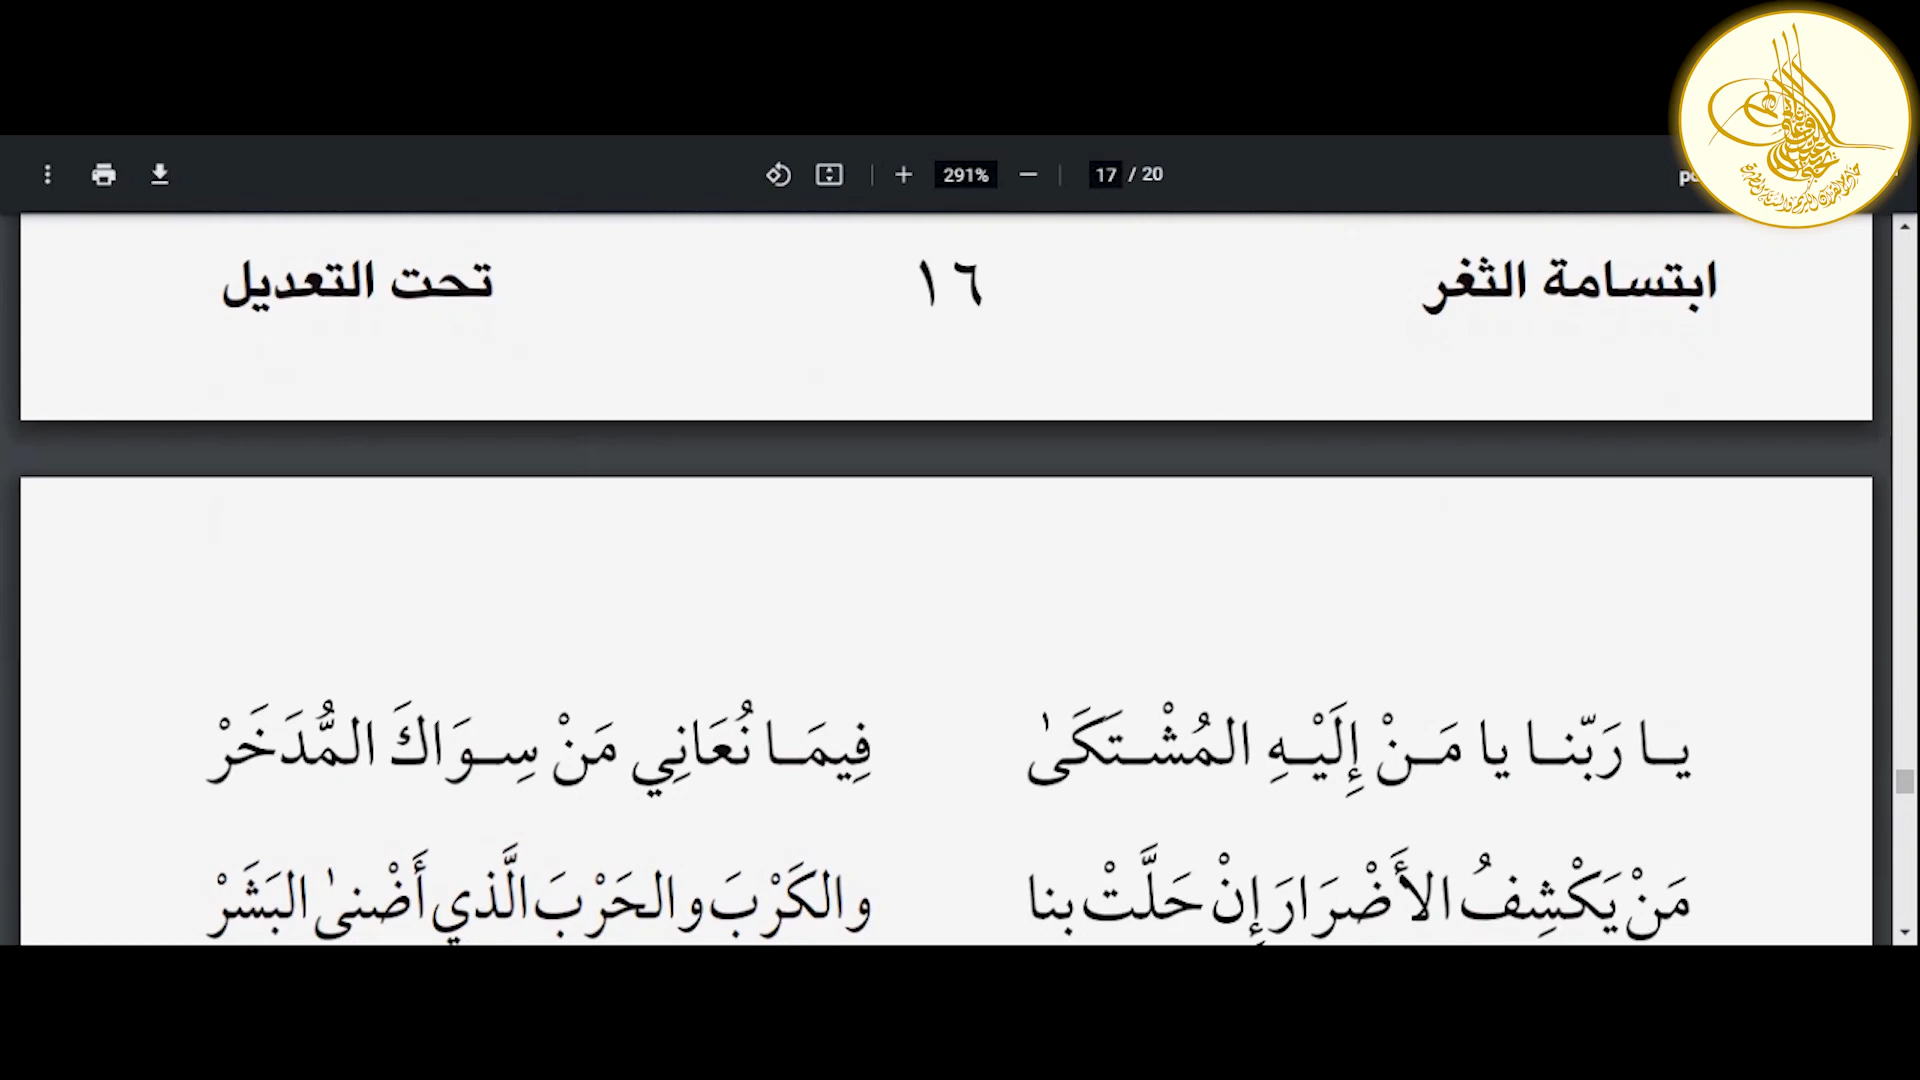 291% 17 / 20
ابتسامة الثغر ١٦ تحت التعديل
يـا رَبّنـا يا مَـنْ إِلَيْـهِ المُشْـتَكَىٰ فِيمَـا نُعَانِي مَنْ سِـوَاكَ المُّدَخَرْ
مَنْ يَكْشِفُ الأَضْرَارَ إِنْ حَلَّتْ بنا والكَرْبَ والحَرْبَ الَّذي أَضْنىٰ البَشَرْ